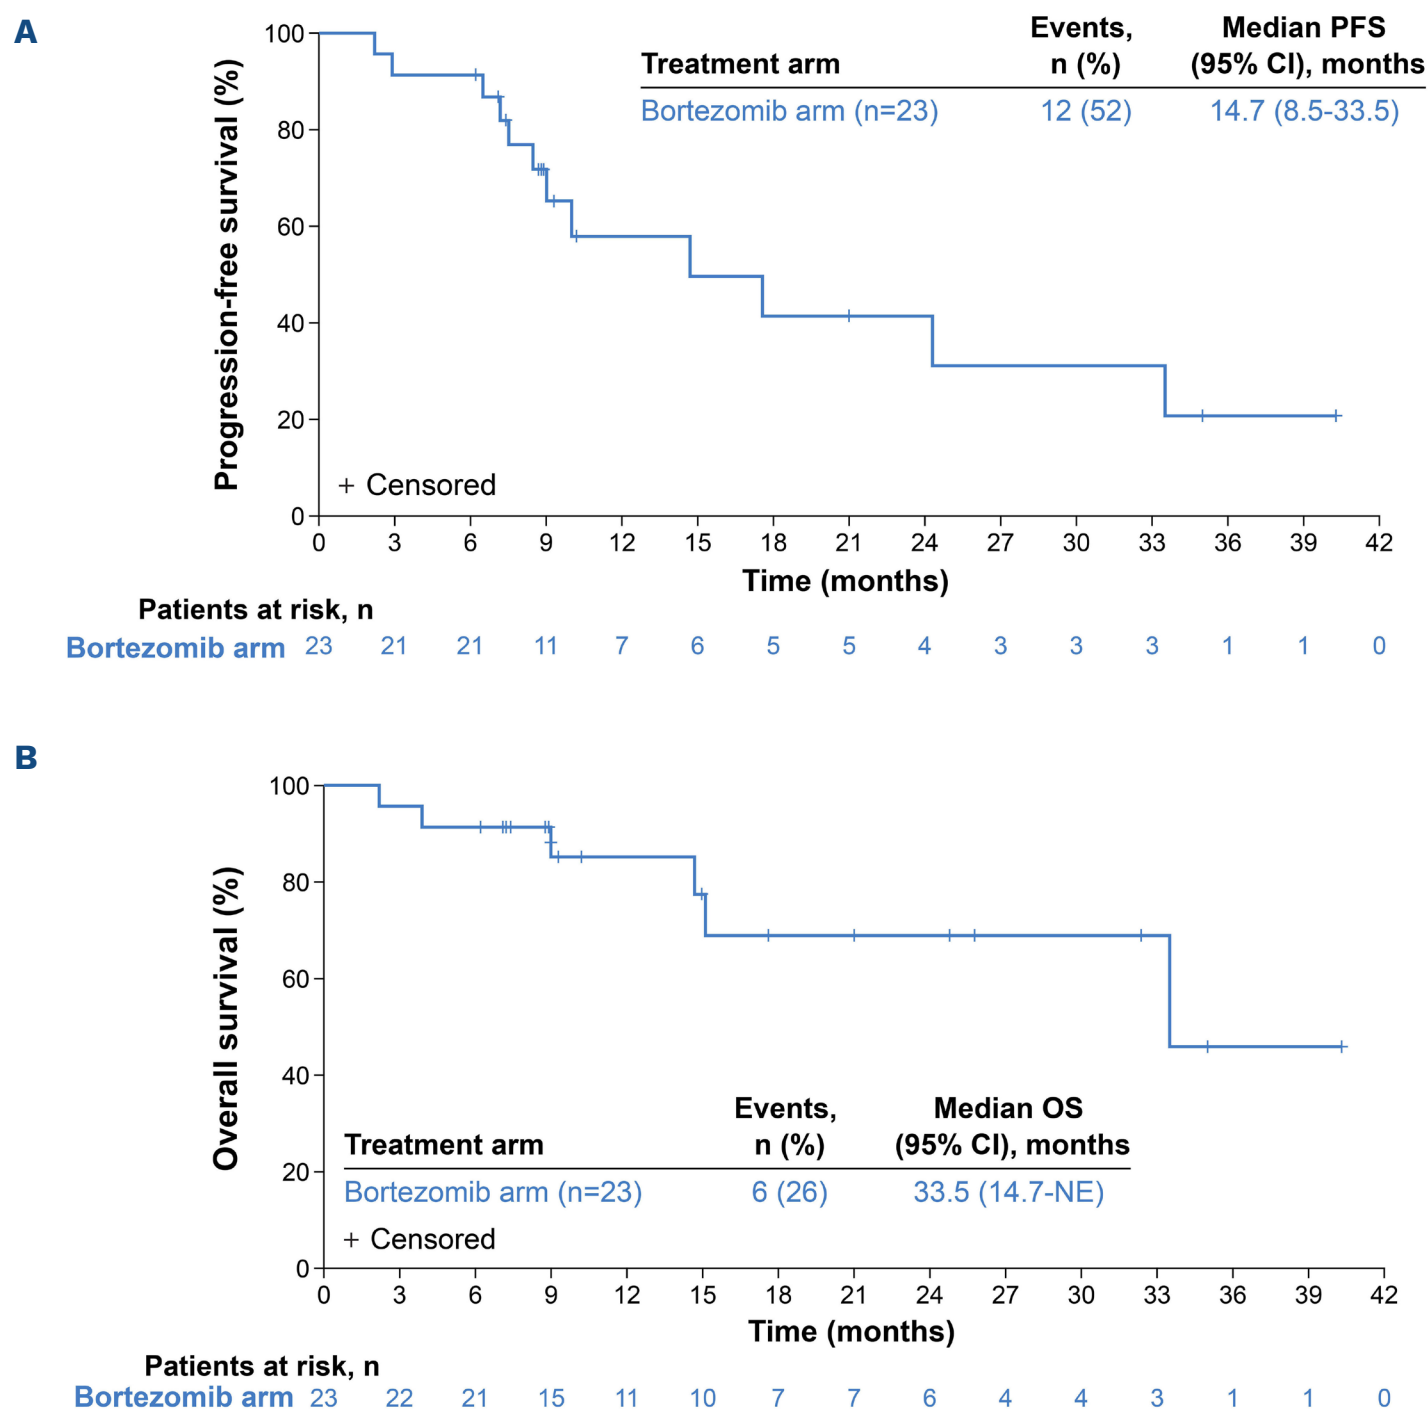 A
Events, Median PFS
Treatment arm n (%) (95% CI), months
Bortezomib arm (n=23) 12 (52) 14.7 (8.5-33.5)
Progression-free survival (%)
100
80
60
40
20
0
+ Censored
0 3 6 9 12 15 18 21 24 27 30 33 36 39 42
Time (months)
Patients at risk, n
Bortezomib arm 23 21 21 11 7 6 5 5 4 3 3 3 1 1 0
B
Overall survival (%)
100
80
60
40
20
0
Events, Median OS
Treatment arm n (%) (95% CI), months
Bortezomib arm (n=23) 6 (26) 33.5 (14.7-NE)
+ Censored
0 3 6 9 12 15 18 21 24 27 30 33 36 39 42
Time (months)
Patients at risk, n
Bortezomib arm 23 22 21 15 11 10 7 7 6 4 4 3 1 1 0